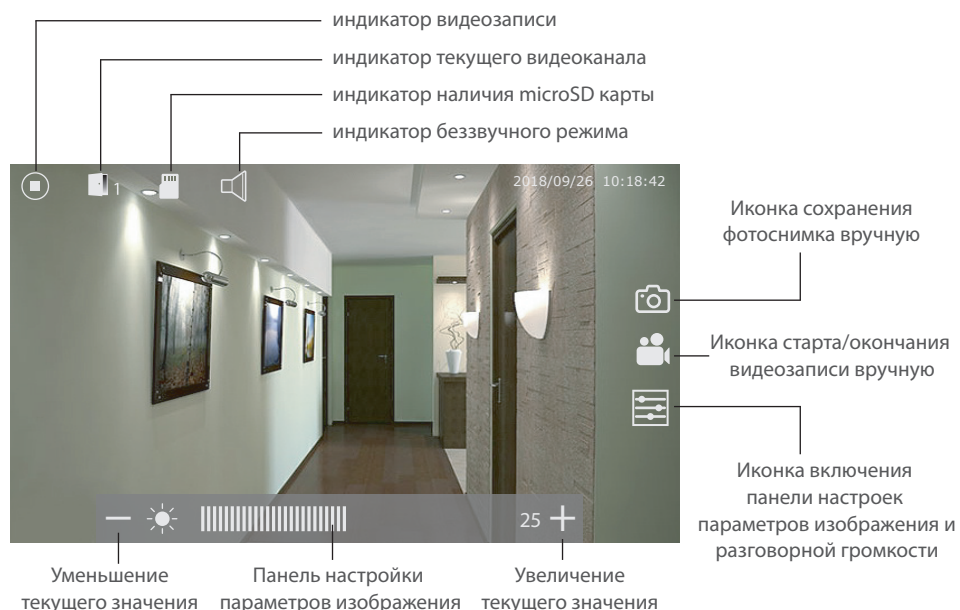 индикатор видеозаписи
индикатор текущего видеоканала
индикатор наличия microSD карты
индикатор беззвучного режима
1
2018/09/26 10:18:42
Иконка сохранения
фотоснимка вручную
Иконка старта/окончания
видеозаписи вручную
Иконка включения
панели настроек
параметров изображения и
разговорной громкости
25
Уменьшение
текущего значения
Панель настройки
параметров изображения
Увеличение
текущего значения